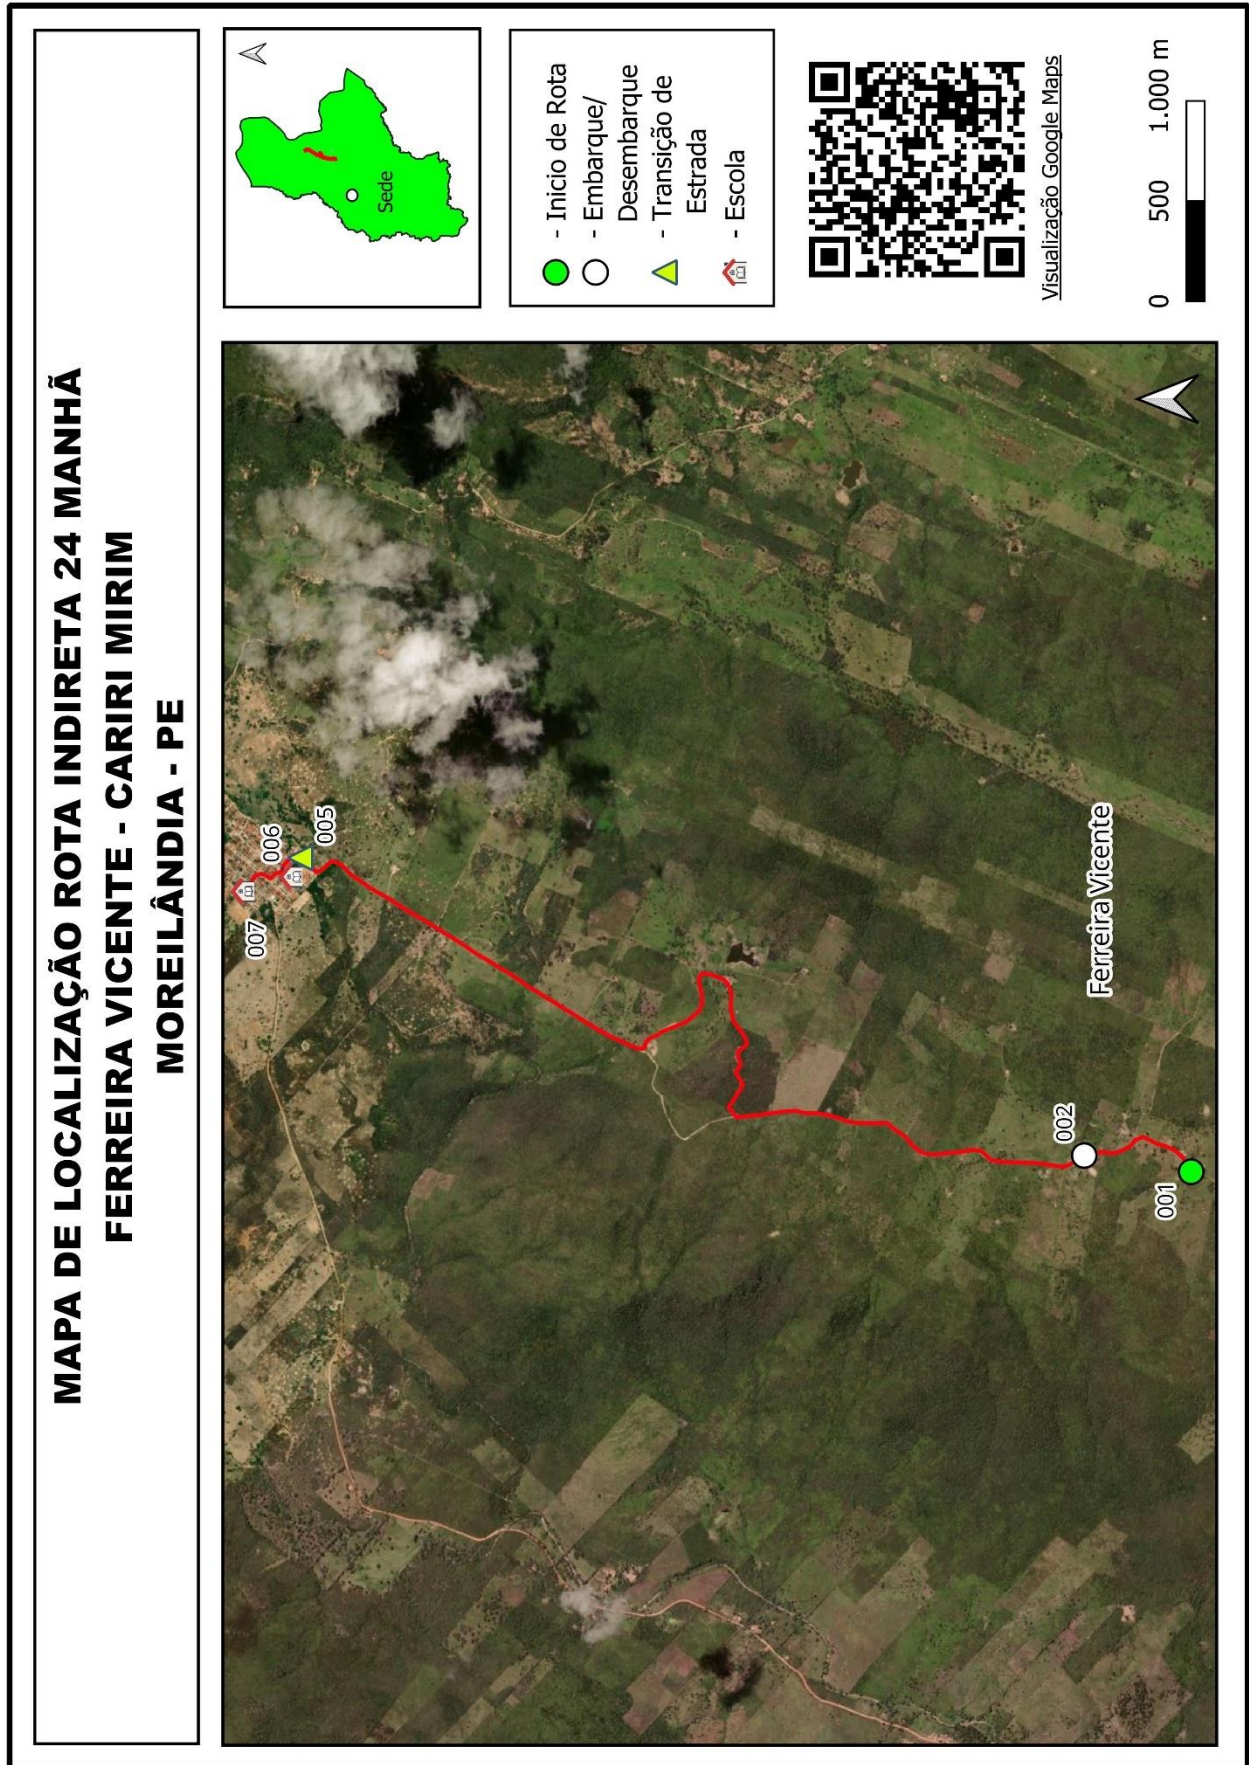 MAPA DE LOCALIZAÇÃO ROTA INDIRETA 24 MANHÃ
FERREIRA VICENTE - CARIRI MIRIM
MOREILÂNDIA - PE
007
006
005
Ferreira Vicente
002
001
Sede
- Inicio de Rota
- Embarque/
Desembarque
- Transição de
Estrada
- Escola
Visualização Google Maps
0 500 1.000 m